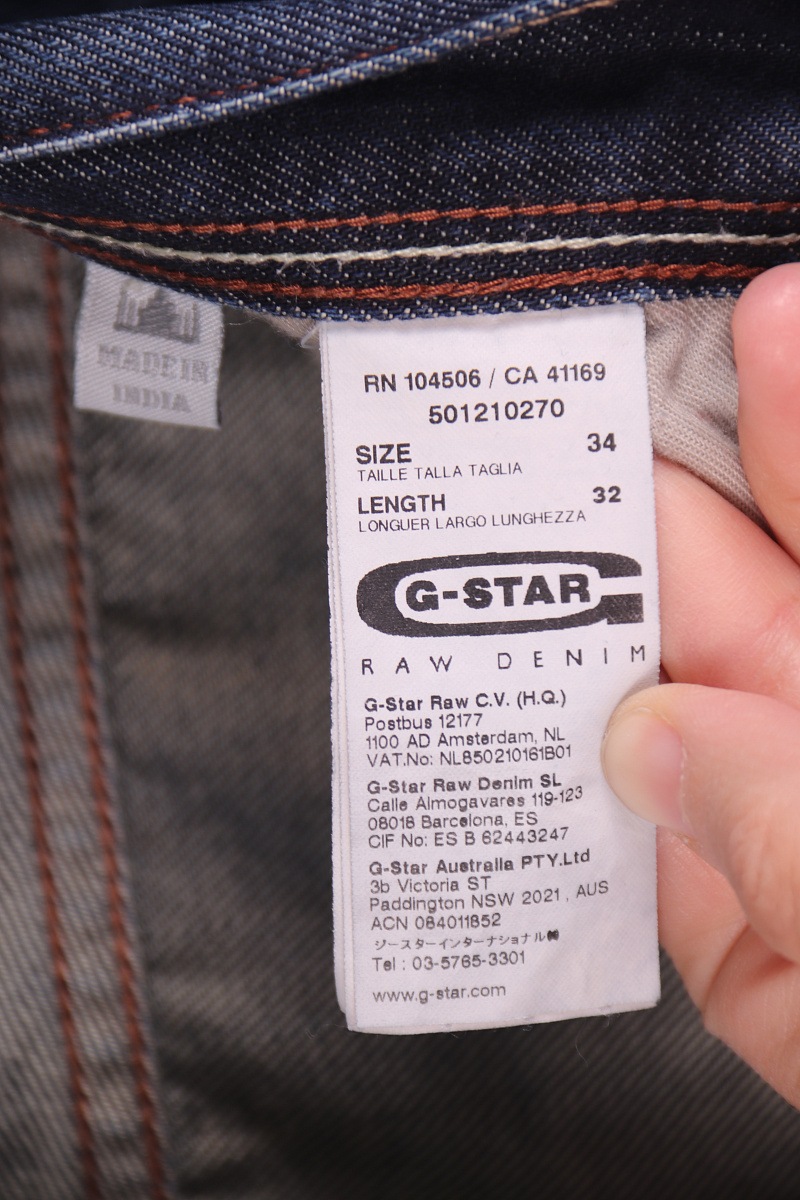 MADE IN
INDIA
RN 104506 / CA 41169
501210270
SIZE 34
TAILLE TALLA TAGLIA
LENGTH 32
LONGUER LARGO LUNGHEZZA
G-STAR
RAW DENIM
G-Star Raw C.V. (H.Q.)
Postbus 12177
1100 AD Amsterdam, NL
VAT.No: NL850210161B01
G-Star Raw Denim SL
Calle Almogavares 119-123
08018 Barcelona, ES
CIF No: ES B 62443247
G-Star Australia PTY.Ltd
3b Victoria ST
Paddington NSW 2021 , AUS
ACN 084011852
ジースターインターナショナル㈱
Tel : 03-5765-3301
www.g-star.com